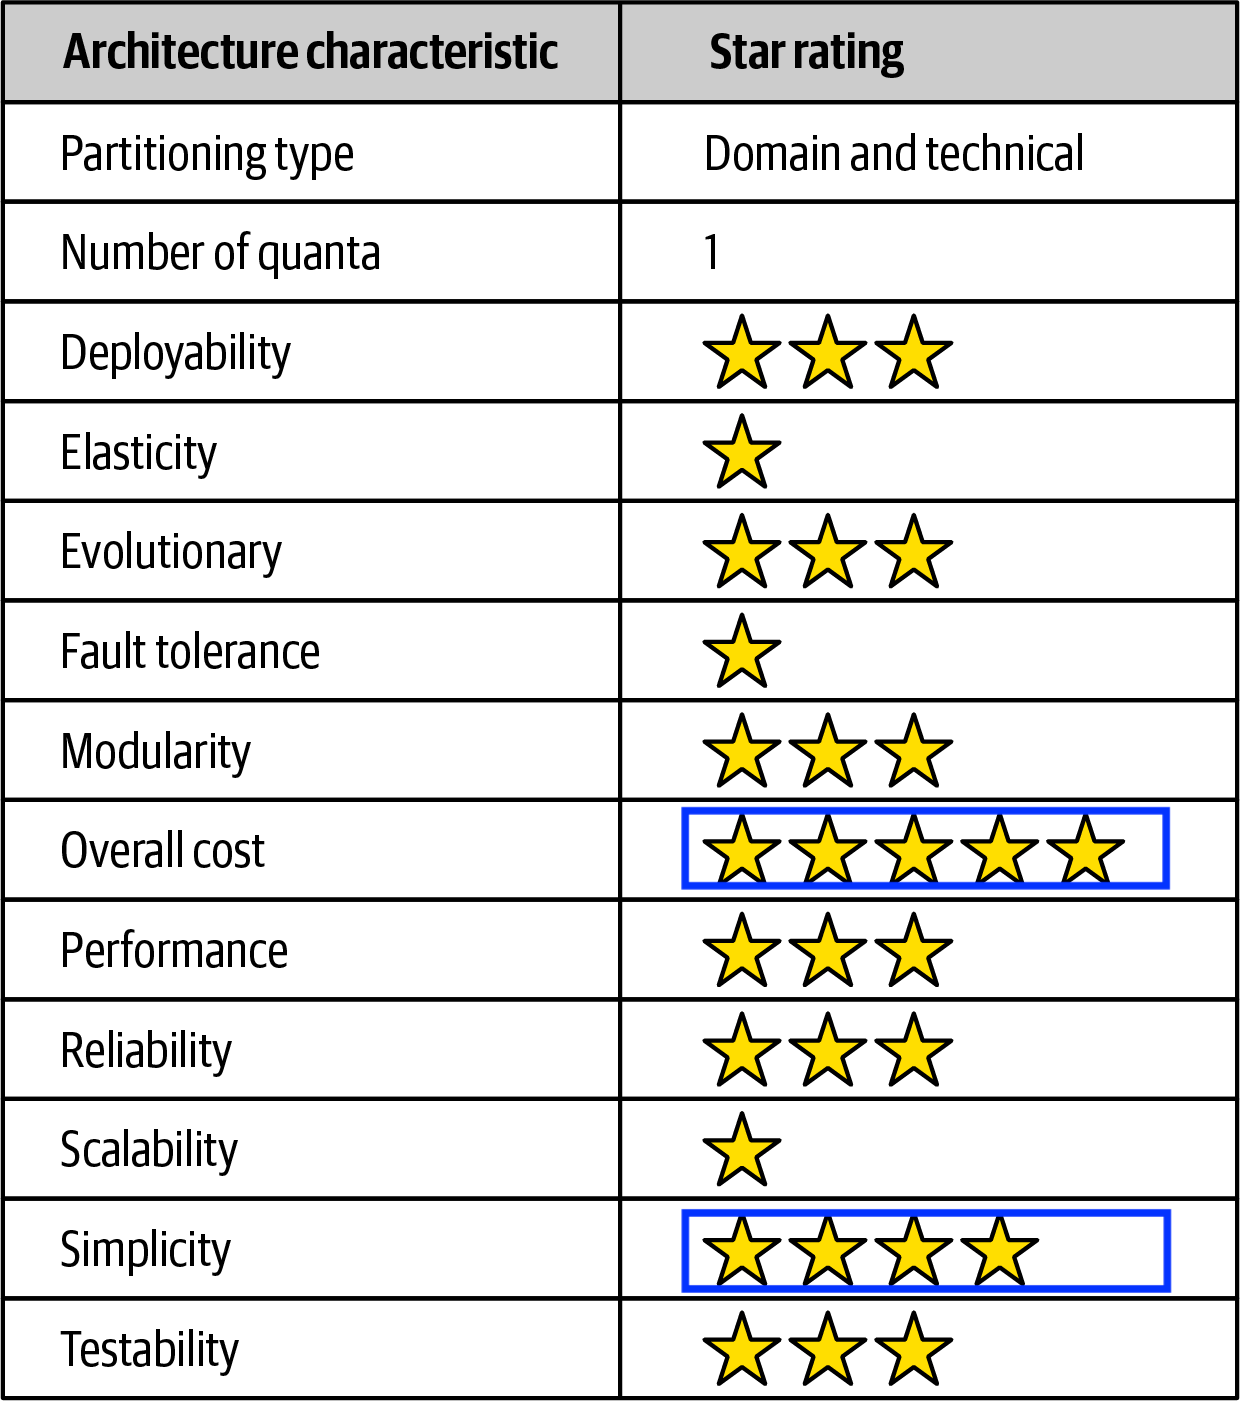 Architecture characteristic Star rating
Partitioning type Domain and technical
Number of quanta 1
Deployability
Elasticity
Evolutionary
Fault tolerance
Modularity
Overall cost
Performance
Reliability
Scalability
Simplicity
Testability